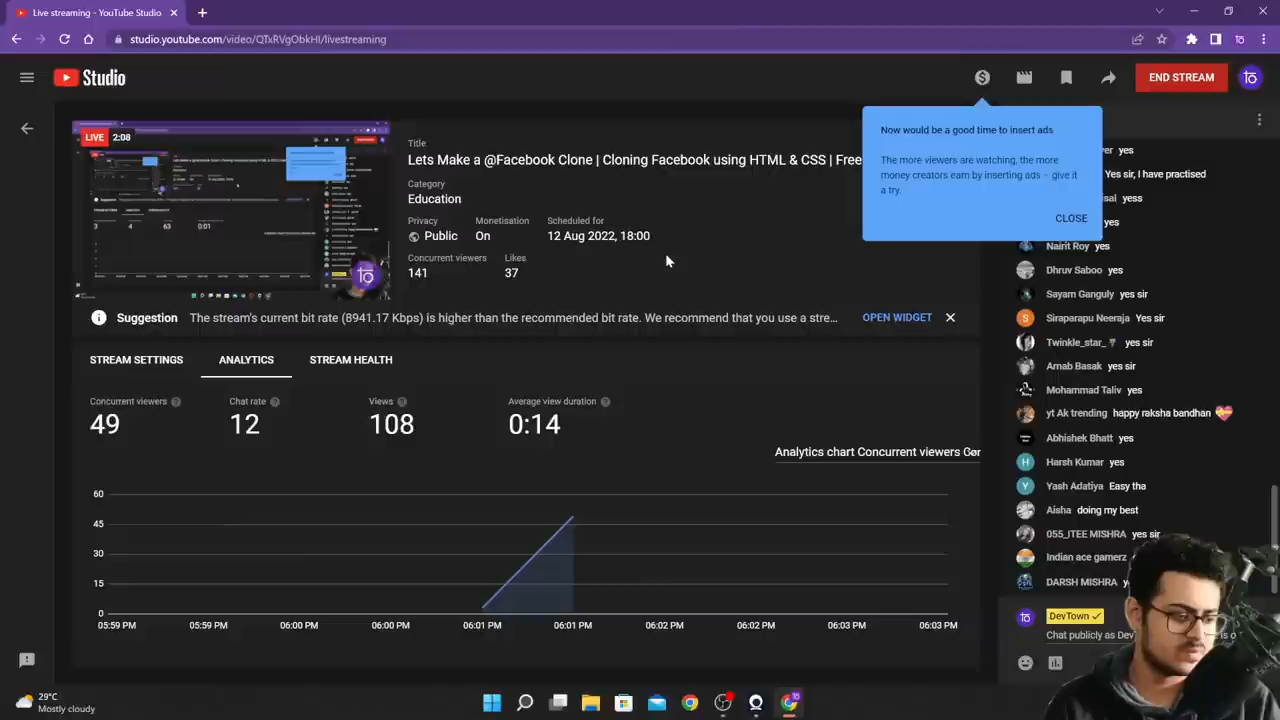 Live streaming - YouTube Studio
studio.youtube.com/video/QTxRVgObkHI/livestreaming
Studio
END STREAM
LIVE 2:08
Title
Lets Make a @Facebook Clone | Cloning Facebook using HTML & CSS | Free
Category
Education
Privacy Monetisation Scheduled for
Public On 12 Aug 2022, 18:00
Concurrent viewers Likes
141 37
Now would be a good time to insert ads
The more viewers are watching, the more
money creators earn by inserting ads – give it
a try.
CLOSE
Suggestion The stream's current bit rate (8941.17 Kbps) is higher than the recommended bit rate. We recommend that you use a stre... OPEN WIDGET
STREAM SETTINGS ANALYTICS STREAM HEALTH
Concurrent viewers Chat rate Views Average view duration
49 12 108 0:14
Analytics chart Concurrent viewers
60
45
30
15
0
05:59 PM 05:59 PM 06:00 PM 06:00 PM 06:01 PM 06:01 PM 06:02 PM 06:02 PM 06:03 PM 06:03 PM
yes
Yes sir, I have practised
yess
Nairit Roy yes
Dhruv Saboo yes
Sayam Ganguly yes sir
Siraparapu Neeraja Yes sir
Twinkle_star_ yes sir
Arnab Basak yes sir
Mohammad Taliv yes
yt Ak trending happy raksha bandhan
Abhishek Bhatt yes
Harsh Kumar yes
Yash Adatiya Easy tha
Aisha doing my best
055_ITEE MISHRA yes sir
Indian ace gamerz
DARSH MISHRA
DevTown
Chat publicly as
29°C
Mostly cloudy